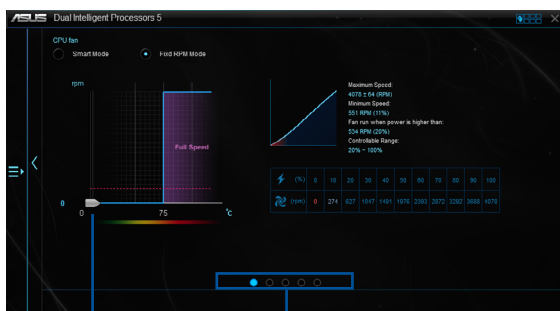 ASUS Dual Intelligent Processors 5
CPU fan
Smart Mode
Fixd RPM Mode
rpm
Full Speed
0
0 75 °c
Maximum Speed:
4078 ± 64 (RPM)
Minimum Speed:
551 RPM (11%)
Fan run when power is higher than:
534 RPM (20%)
Controllable Range:
20% ~ 100%
(%) 0 10 20 30 40 50 60 70 80 90 100
(rpm) 0 274 627 1047 1491 1976 2393 2872 3282 3688 4078